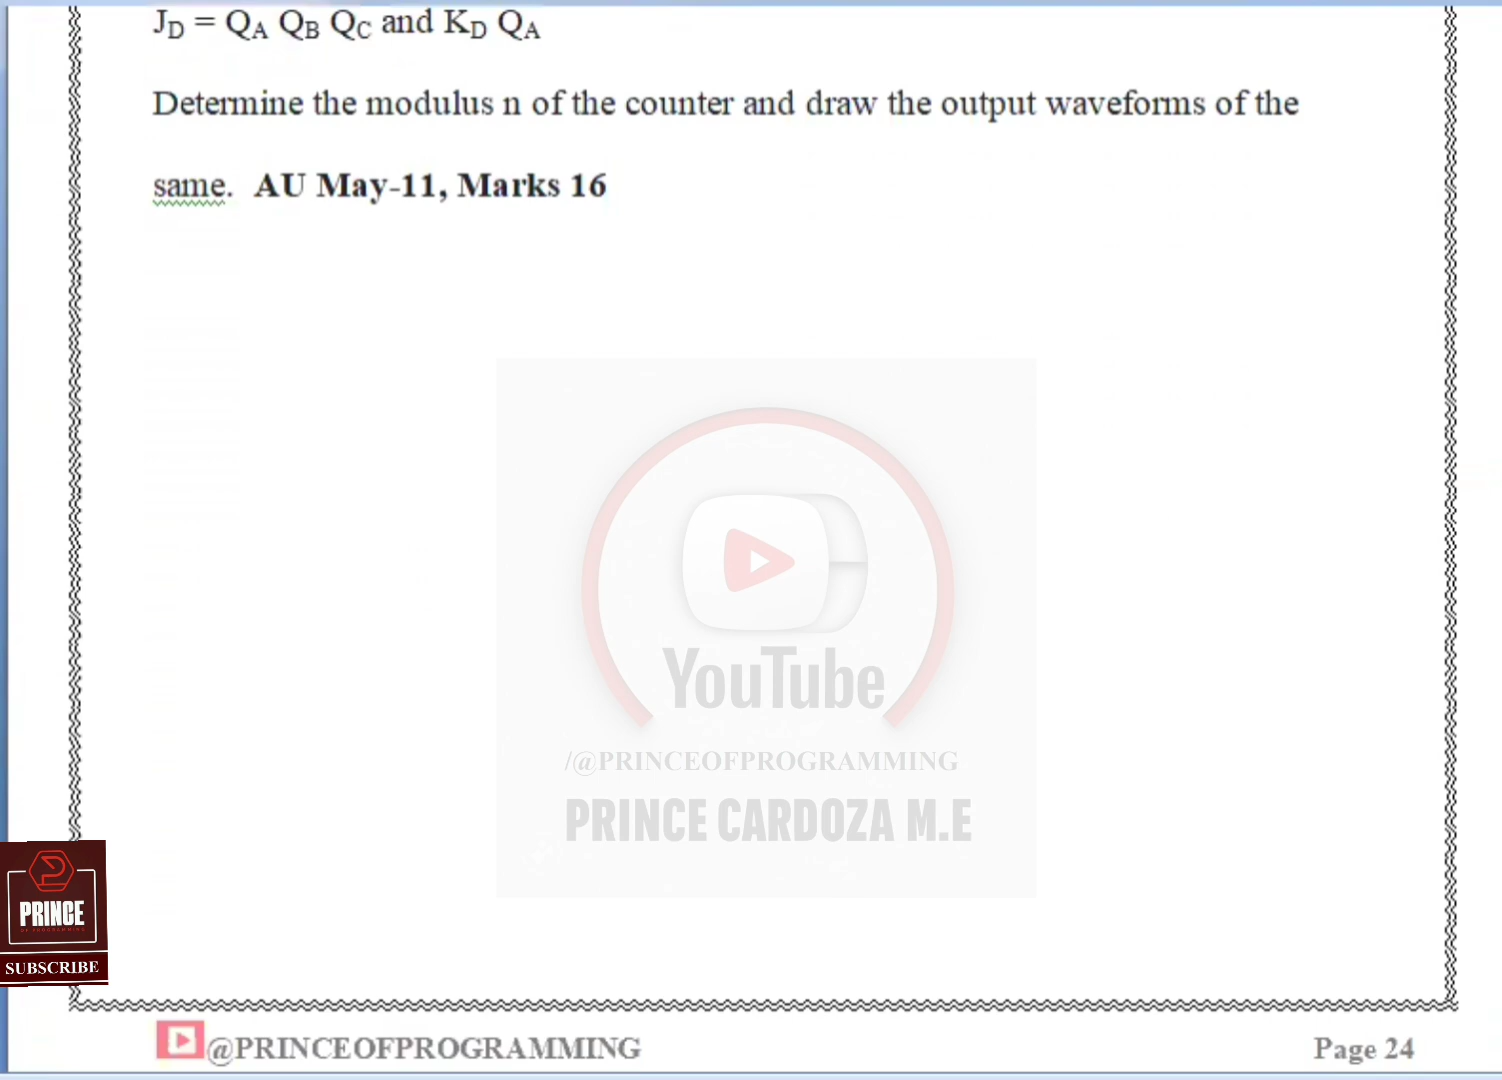 JD = QA QB QC and KD QA
Determine the modulus n of the counter and draw the output waveforms of the
same. AU May-11, Marks 16
YouTube
/@PRINCEOFPROGRAMMING
PRINCE CARDOZA M.E
PRINCE
SUBSCRIBE
@PRINCEOFPROGRAMMING
Page 24